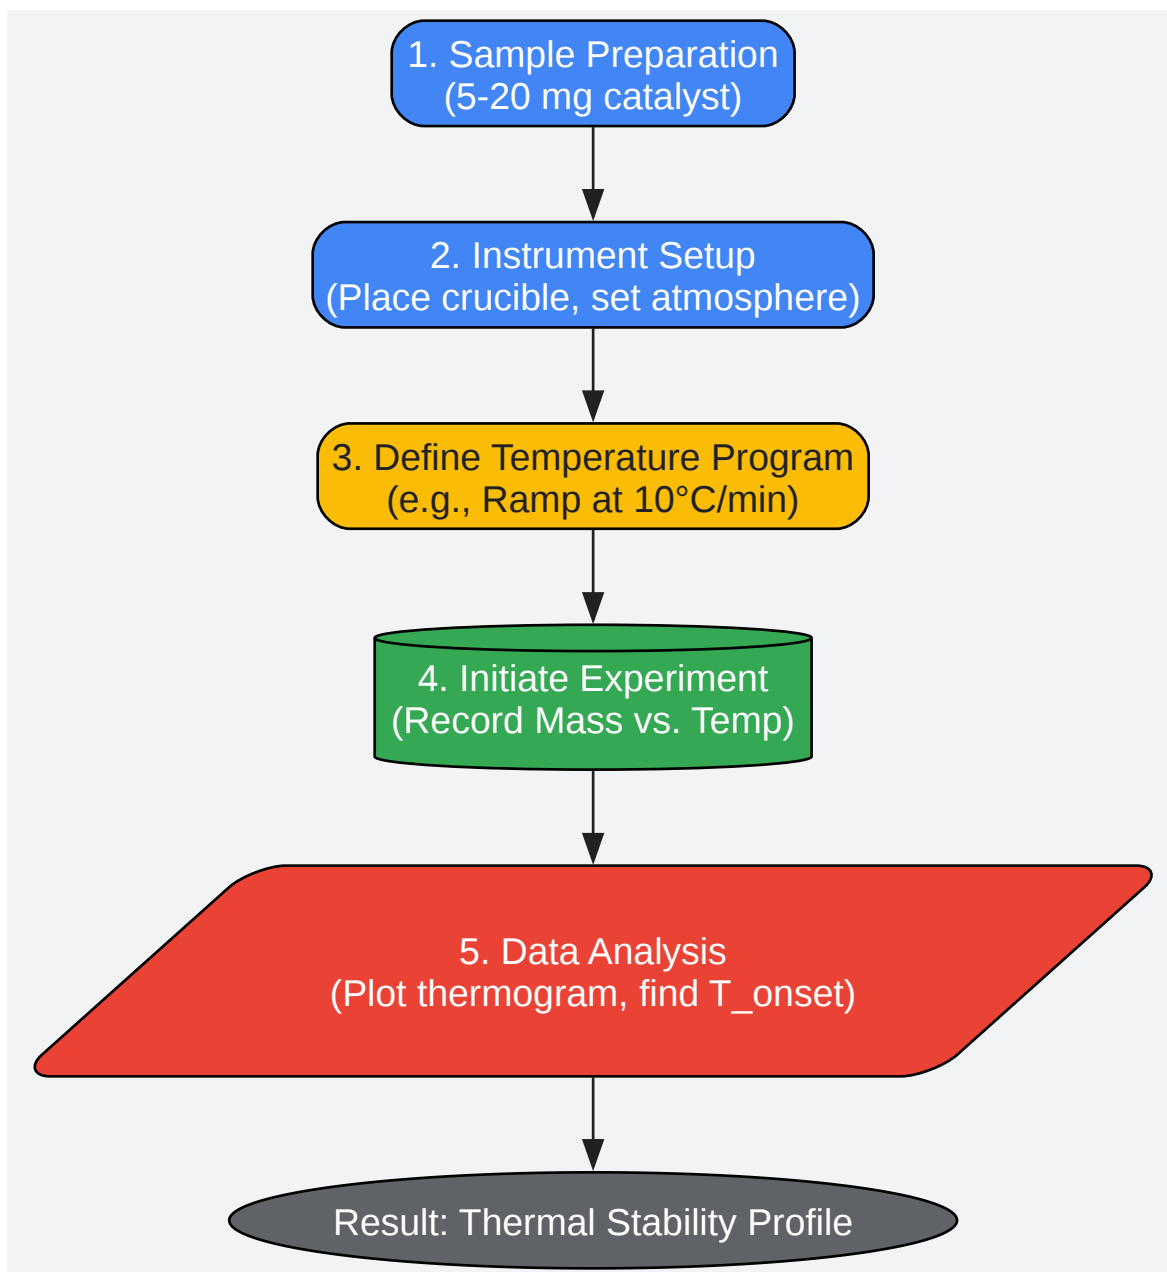 1. Sample Preparation
(5-20 mg catalyst)
2. Instrument Setup
(Place crucible, set atmosphere)
3. Define Temperature Program
(e.g., Ramp at 10°C/min)
4. Initiate Experiment
(Record Mass vs. Temp)
5. Data Analysis
(Plot thermogram, find T_onset)
Result: Thermal Stability Profile